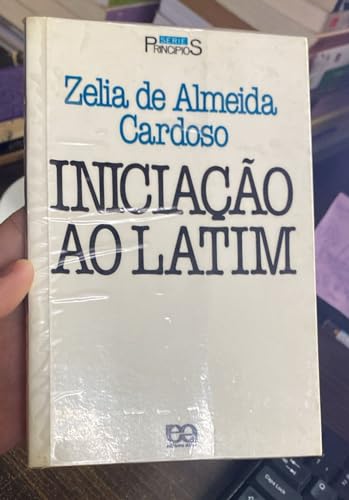 SÉRIE
PRINCÍPIOS
Zelia de Almeida
Cardoso
INICIAÇÃO
AO LATIM